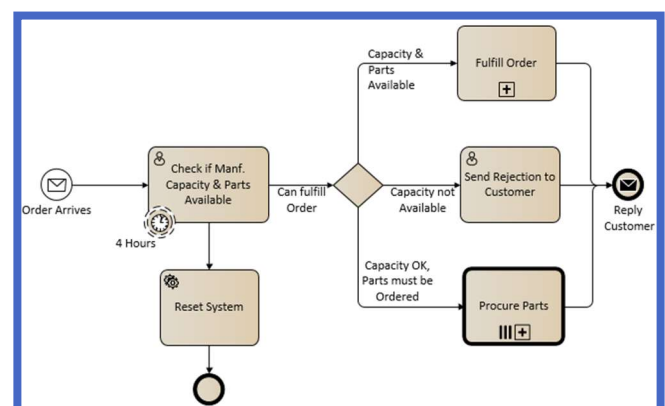 Order Arrives
Check if Manf.
Capacity & Parts
Available
4 Hours
Reset System
Can fulfill
Order
Capacity &
Parts
Available
Fulfill Order
Capacity not
Available
Send Rejection to
Customer
Capacity OK,
Parts must be
Ordered
Procure Parts
Reply
Customer